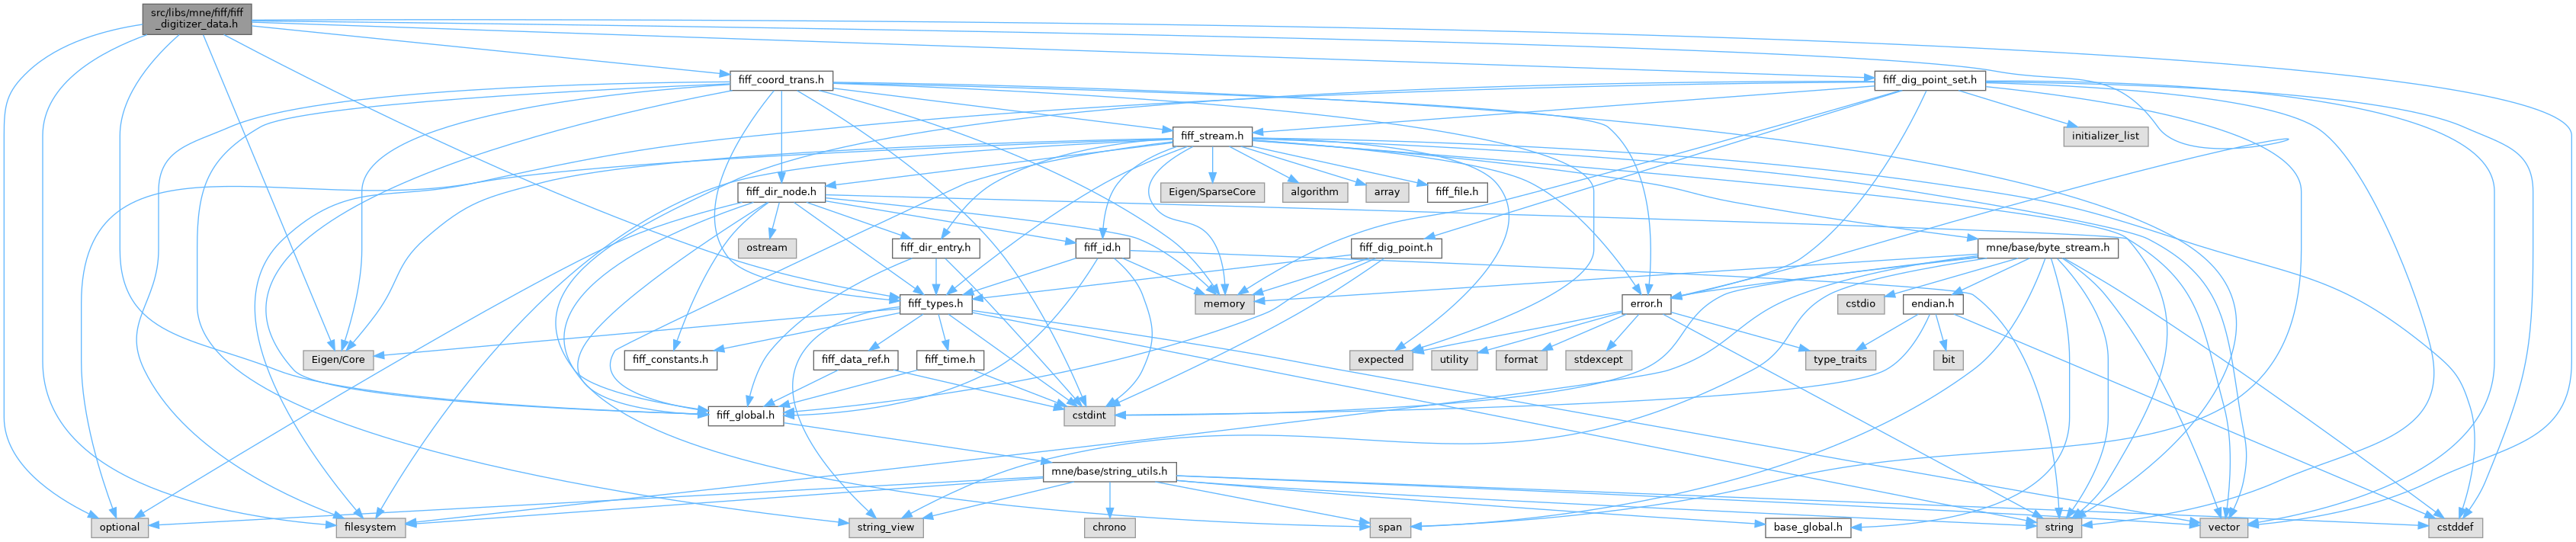 src/libs/mne/fiff/fiff
_digitizer_data.h
fiff_coord_trans.h
fiff_dig_point_set.h
fiff_stream.h
initializer_list
fiff_dir_node.h
Eigen/SparseCore
algorithm
array
fiff_file.h
ostream
fiff_dir_entry.h
fiff_id.h
fiff_dig_point.h
mne/base/byte_stream.h
fiff_types.h
memory
error.h
cstdio
endian.h
Eigen/Core
fiff_constants.h
fiff_data_ref.h
fiff_time.h
expected
utility
format
stdexcept
type_traits
bit
fiff_global.h
cstdint
mne/base/string_utils.h
optional
filesystem
string_view
chrono
span
base_global.h
string
vector
cstddef